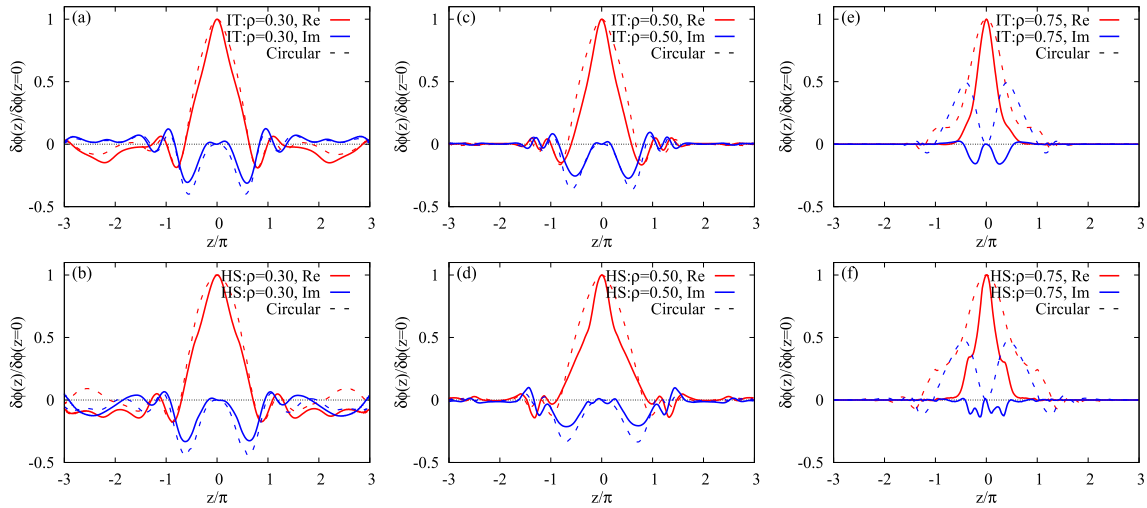 (a)
IT:ρ=0.30, Re
IT:ρ=0.30, Im
Circular
δϕ(z)/δϕ(z=0)
1
0.5
0
-0.5
-3 -2 -1 0 1 2 3
z/π
(c)
IT:ρ=0.50, Re
IT:ρ=0.50, Im
Circular
δϕ(z)/δϕ(z=0)
1
0.5
0
-0.5
-3 -2 -1 0 1 2 3
z/π
(e)
IT:ρ=0.75, Re
IT:ρ=0.75, Im
Circular
δϕ(z)/δϕ(z=0)
1
0.5
0
-0.5
-3 -2 -1 0 1 2 3
z/π
(b)
HS:ρ=0.30, Re
HS:ρ=0.30, Im
Circular
δϕ(z)/δϕ(z=0)
1
0.5
0
-0.5
-3 -2 -1 0 1 2 3
z/π
(d)
HS:ρ=0.50, Re
HS:ρ=0.50, Im
Circular
δϕ(z)/δϕ(z=0)
1
0.5
0
-0.5
-3 -2 -1 0 1 2 3
z/π
(f)
HS:ρ=0.75, Re
HS:ρ=0.75, Im
Circular
δϕ(z)/δϕ(z=0)
1
0.5
0
-0.5
-3 -2 -1 0 1 2 3
z/π